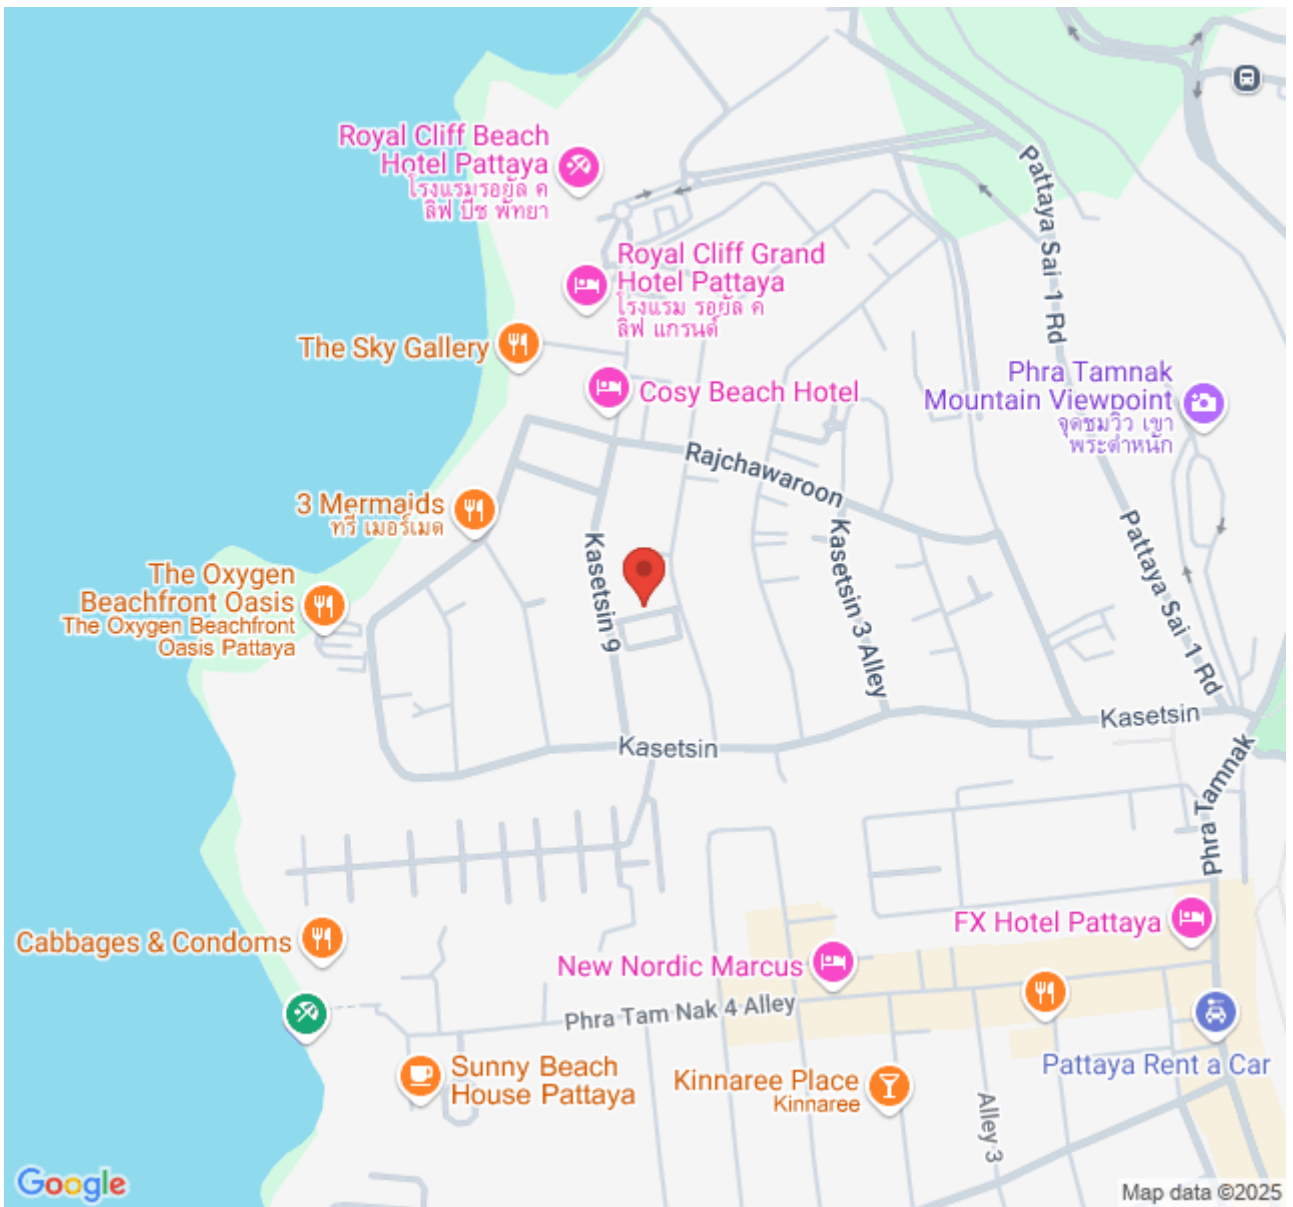 Royal Cliff Beach
Hotel Pattaya
โรงแรมรอยัล ค
ลิฟ บีช พัทยา
Royal Cliff Grand
Hotel Pattaya
โรงแรม รอยัล ค
ลิฟ แกรนด์
Pattaya Sai 1 Rd
The Sky Gallery
Cosy Beach Hotel
Phra Tamnak
Mountain Viewpoint
จุดชมวิว เขา
พระตำหนัก
Rajchawaroon
3 Mermaids
ทรี เมอร์เมด
Kasetsin 9
Kasetsin 3 Alley
Pattaya Sai 1 Rd
The Oxygen
Beachfront Oasis
The Oxygen Beachfront
Oasis Pattaya
Kasetsin
Kasetsin
Phra Tamnak
Cabbages & Condoms
FX Hotel Pattaya
New Nordic Marcus
Phra Tam Nak 4 Alley
Sunny Beach
House Pattaya
Kinnaree Place
Kinnaree
Pattaya Rent a Car
Alley 3
Google
Map data ©2025